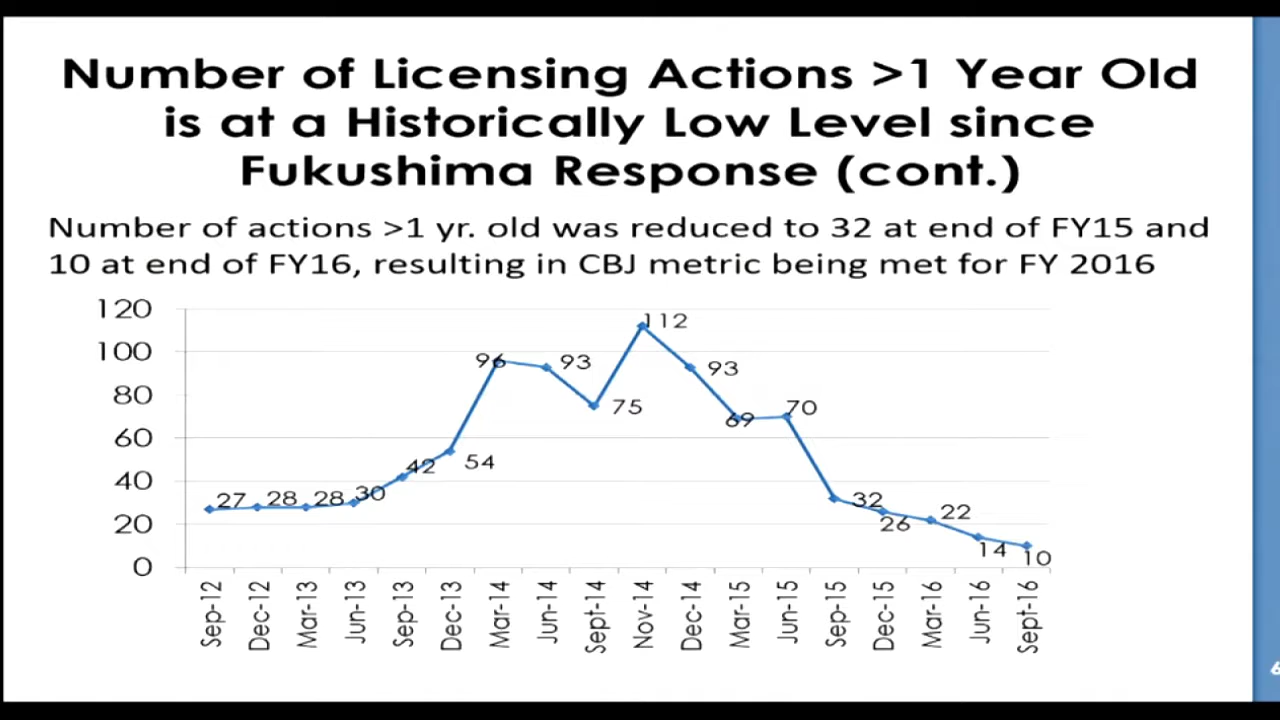 Number of Licensing Actions >1 Year Old
is at a Historically Low Level since
Fukushima Response (cont.)
Number of actions >1 yr. old was reduced to 32 at end of FY15 and
10 at end of FY16, resulting in CBJ metric being met for FY 2016
120
100
80
60
40
20
0
27
28
28
30
42
54
96
93
75
112
93
69
70
32
26
22
14
10
Sep-12
Dec-12
Mar-13
Jun-13
Sep-13
Dec-13
Mar-14
Jun-14
Sept-14
Nov-14
Dec-14
Mar-15
Jun-15
Sep-15
Dec-15
Mar-16
Jun-16
Sept-16